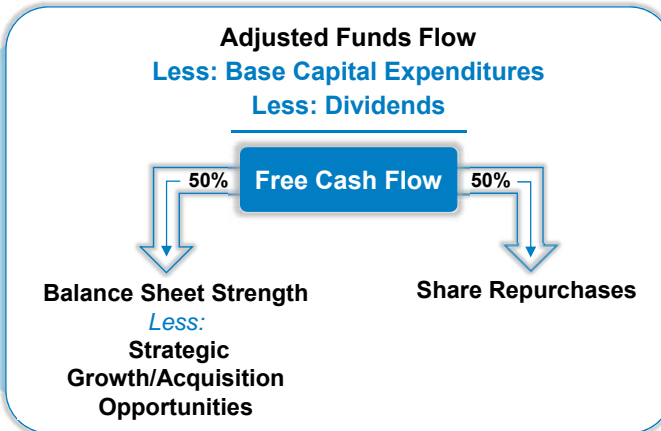 Adjusted Funds Flow
Less: Base Capital Expenditures
Less: Dividends
50%
Free Cash Flow
50%
Balance Sheet Strength
Less:
Strategic
Growth/Acquisition
Opportunities
Share Repurchases